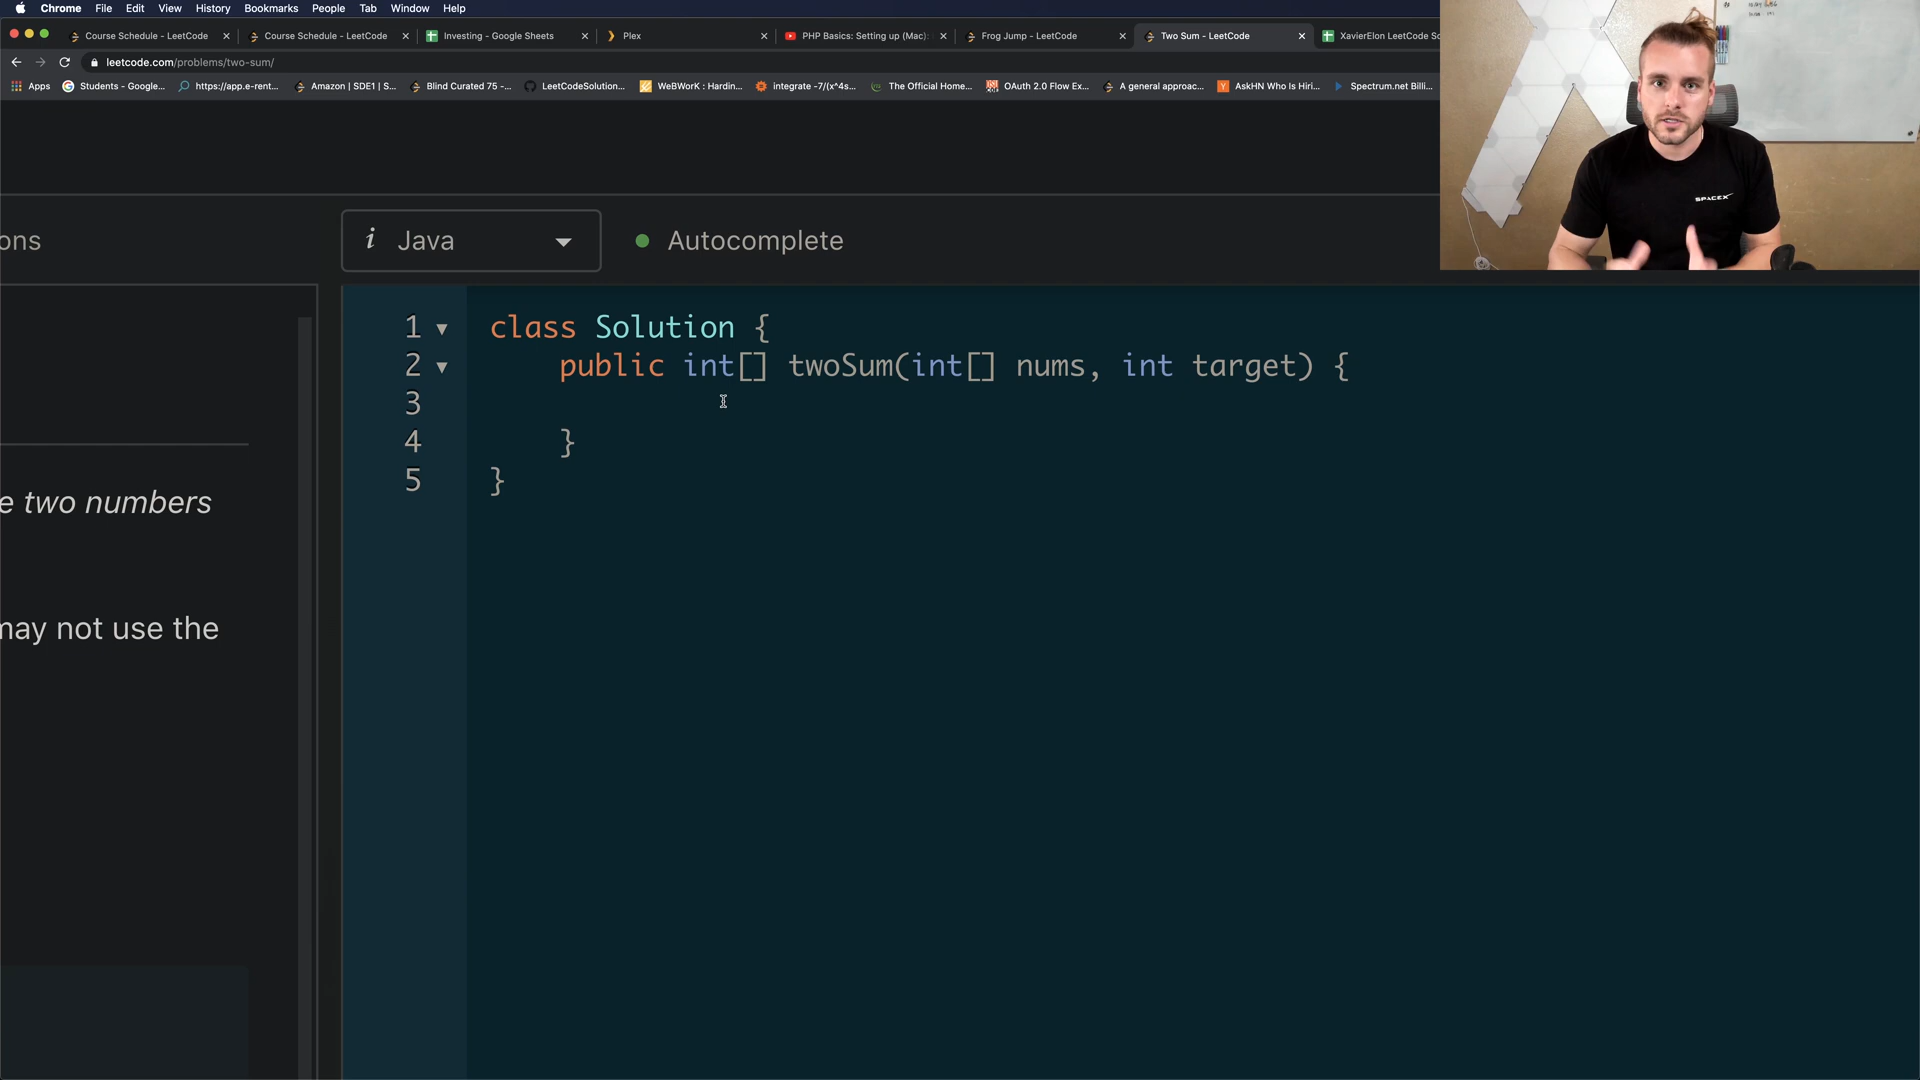 Chrome File Edit View History Bookmarks People Tab Window Help
Course Schedule - LeetCode Course Schedule - LeetCode Investing - Google Sheets Plex PHP Basics: Setting up (Mac): Frog Jump - LeetCode Two Sum - LeetCode XavierElon LeetCode So
leetcode.com/problems/two-sum/
Apps Students - Google... https://app.e-rent... Amazon | SDE1 | S... Blind Curated 75 -... LeetCodeSolution... WeBWorK : Hardin... integrate -7/(x^4s... The Official Home... OAuth 2.0 Flow Ex... A general approac... AskHN Who Is Hiri... Spectrum.net Billi...
SPACEX
ons
i Java Autocomplete
1 class Solution {
2 public int[] twoSum(int[] nums, int target) {
3
4 }
5 }
e two numbers
may not use the